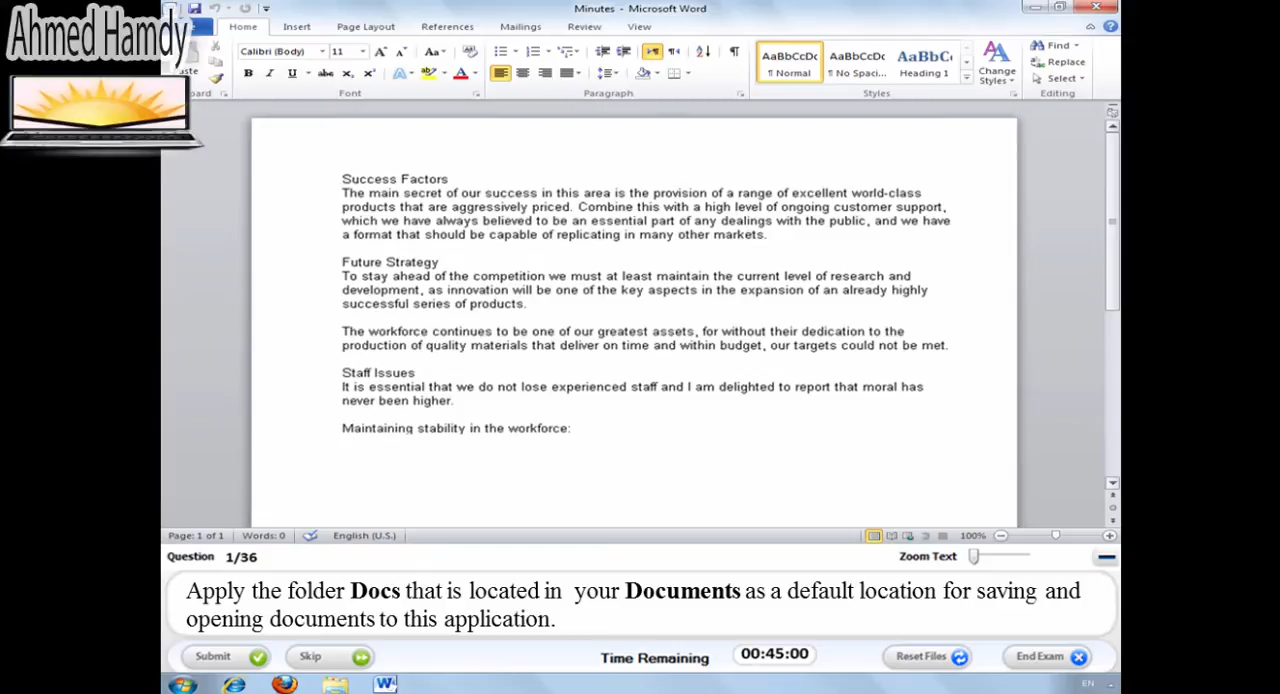 Minutes - Microsoft Word
Ahmed Hamdy
Home Insert Page Layout References Mailings Review View
Calibri (Body) 11 Aa
AaBbCcDc AaBbCcDc AaBbC
¶ Normal ¶ No Spaci... Heading 1
Change Styles
Find
Replace
Select
Font Paragraph Styles Editing
Success Factors
The main secret of our success in this area is the provision of a range of excellent world-class
products that are aggressively priced. Combine this with a high level of ongoing customer support,
which we have always believed to be an essential part of any dealings with the public, and we have
a format that should be capable of replicating in many other markets.
Future Strategy
To stay ahead of the competition we must at least maintain the current level of research and
development, as innovation will be one of the key aspects in the expansion of an already highly
successful series of products.
The workforce continues to be one of our greatest assets, for without their dedication to the
production of quality materials that deliver on time and within budget, our targets could not be met.
Staff Issues
It is essential that we do not lose experienced staff and I am delighted to report that moral has
never been higher.
Maintaining stability in the workforce:
Page: 1 of 1 Words: 0 English (U.S.) 100%
Question 1/36 Zoom Text
Apply the folder Docs that is located in your Documents as a default location for saving and
opening documents to this application.
Submit Skip Time Remaining 00:45:00 Reset Files End Exam
EN